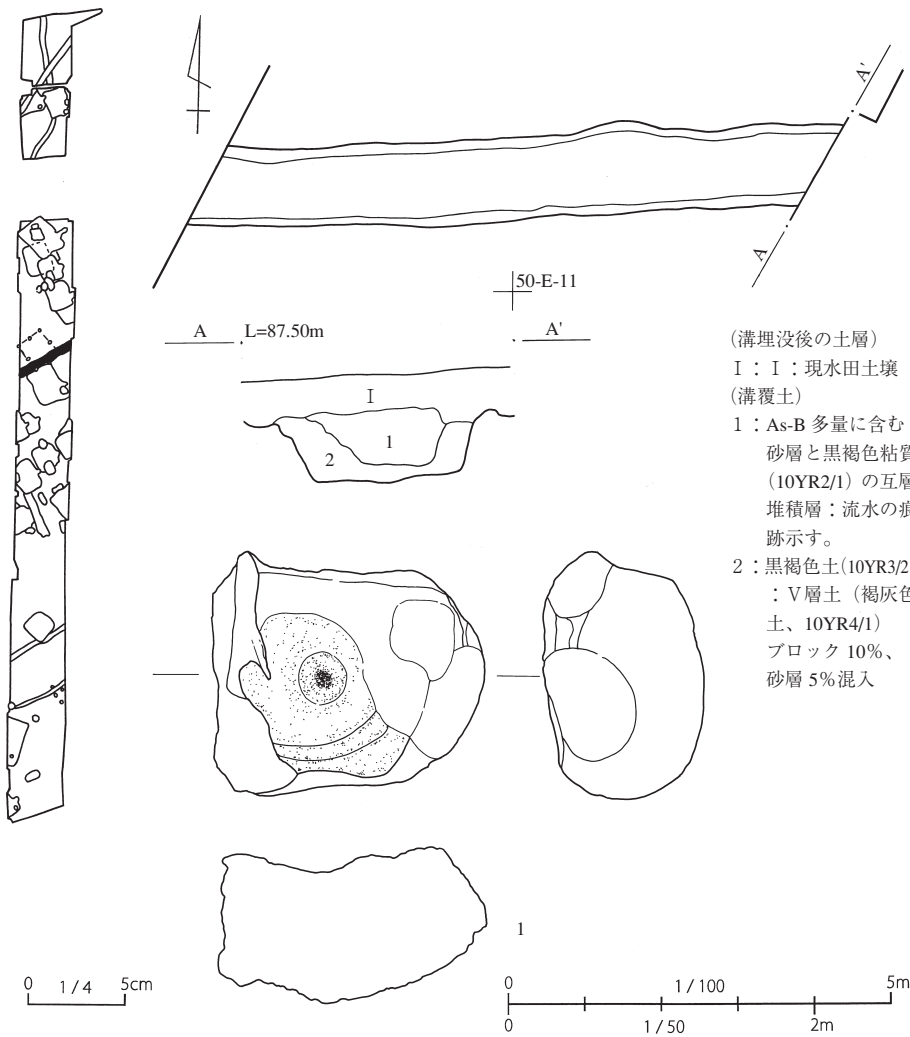 A'
A
50-E-11
A L=87.50m A'
Ⅰ
1
2
(溝埋没後の土層)
Ⅰ：Ⅰ：現水田土壌
(溝覆土)
1：As-B 多量に含む
砂層と黒褐色粘質
(10YR2/1) の互層
堆積層：流水の痕
跡示す。
2：黒褐色土(10YR3/2
：Ⅴ層土（褐灰色
土、10YR4/1）
ブロック 10%、
砂層 5%混入
1
0 1/4 5cm
0 1/100 5m
0 1/50 2m